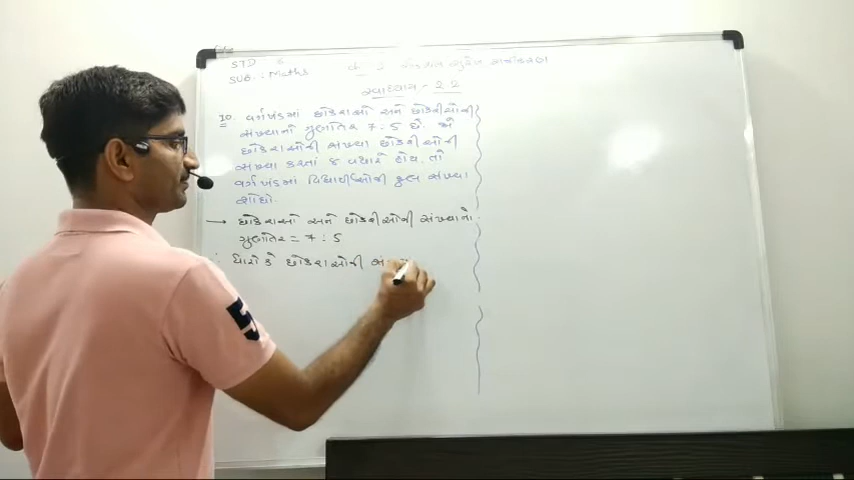 STD 8
SUB. : Maths
સ્વાધ્યાય - 2.2
10. વર્ગખંડમાં છોકરાઓ અને છોકરીઓની
સંખ્યાનો ગુણોત્તર 7 : 5 છે. જો
છોકરાઓની સંખ્યા છોકરીઓની
સંખ્યા કરતાં 8 વધારે હોય, તો
વર્ગખંડમાં વિદ્યાર્થીઓની કુલ સંખ્યા
શોધો.
→ છોકરાઓ અને છોકરીઓની સંખ્યાનો
ગુણોત્તર = 7 : 5
ધારો કે છોકરાઓની